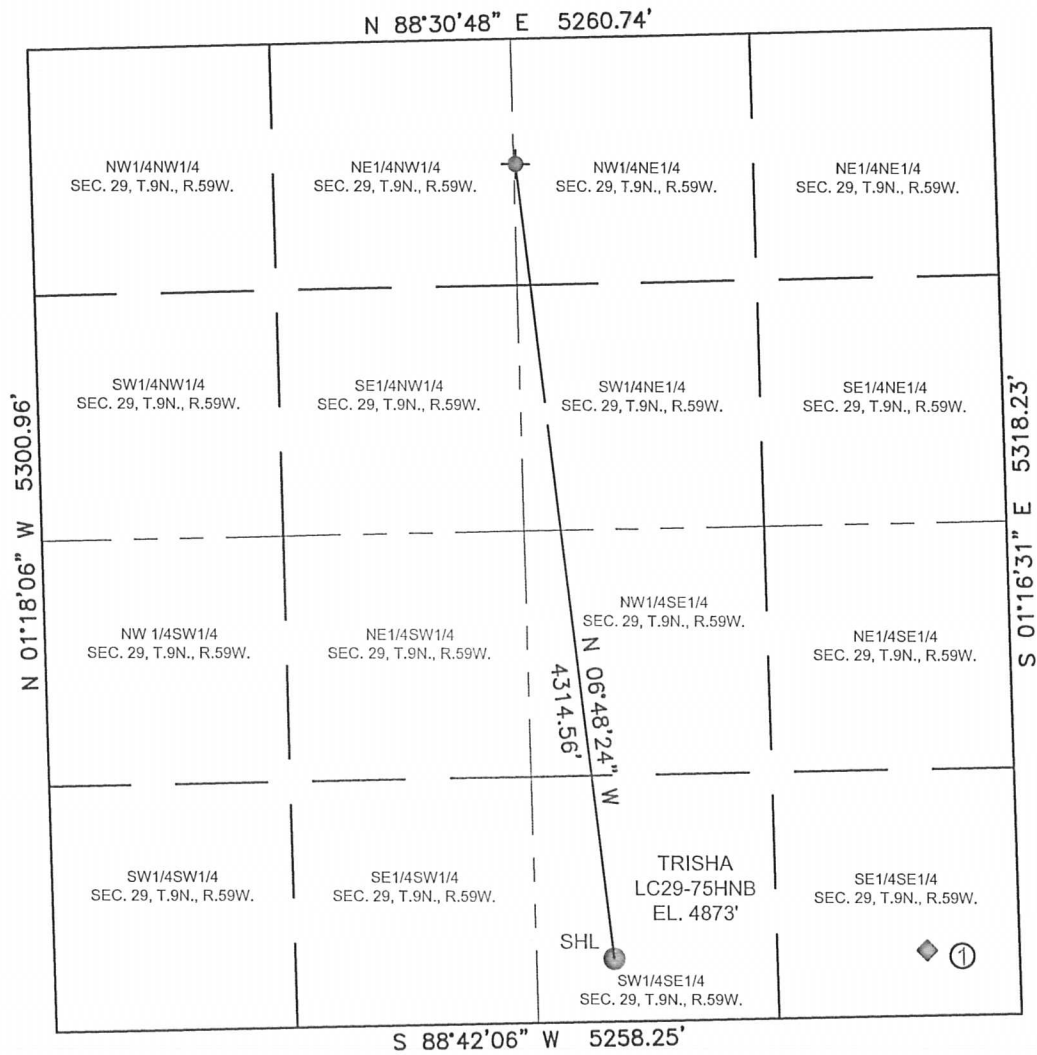 N 88°30'48" E 5260.74'
NW1/4NW1/4
SEC. 29, T.9N., R.59W.
NE1/4NW1/4
SEC. 29, T.9N., R.59W.
NW1/4NE1/4
SEC. 29, T.9N., R.59W.
NE1/4NE1/4
SEC. 29, T.9N., R.59W.
SW1/4NW1/4
SEC. 29, T.9N., R.59W.
SE1/4NW1/4
SEC. 29, T.9N., R.59W.
SW1/4NE1/4
SEC. 29, T.9N., R.59W.
SE1/4NE1/4
SEC. 29, T.9N., R.59W.
N 01°18'06" W 5300.96'
S 01°16'31" E 5318.23'
NW 1/4SW1/4
SEC. 29, T.9N., R.59W.
NE1/4SW1/4
SEC. 29, T.9N., R.59W.
NW1/4SE1/4
SEC. 29, T.9N., R.59W.
NE1/4SE1/4
SEC. 29, T.9N., R.59W.
N 06°48'24" W
4314.56'
SW1/4SW1/4
SEC. 29, T.9N., R.59W.
SE1/4SW1/4
SEC. 29, T.9N., R.59W.
TRISHA
LC29-75HNB
EL. 4873'
SE1/4SE1/4
SEC. 29, T.9N., R.59W.
SHL
1
SW1/4SE1/4
SEC. 29, T.9N., R.59W.
S 88°42'06" W 5258.25'